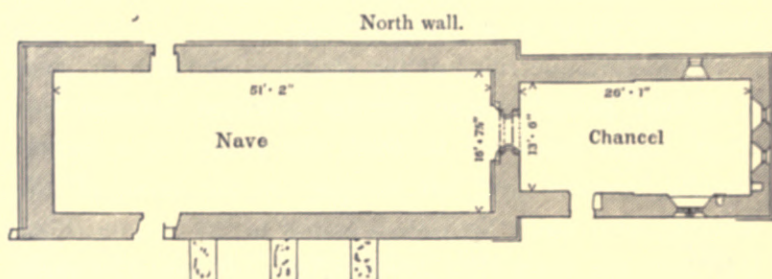 North wall.
51'· 2"
26'· 1"
Nave
16'· 7½"
13'· 6"
Chancel